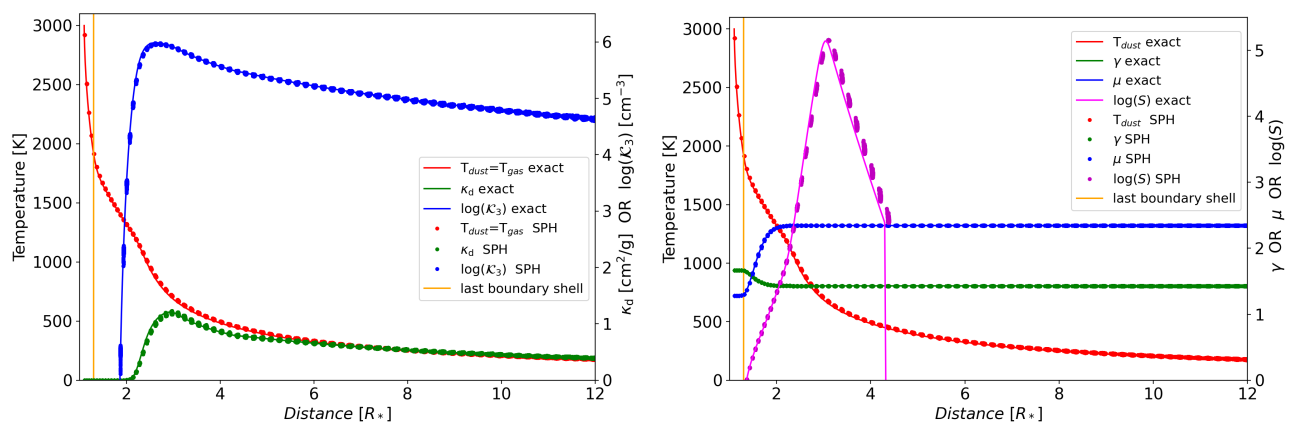 3000
2500
2000
1500
1000
500
0
Temperature [K]
2
4
6
8
10
12
Distance [R*]
6
5
4
3
2
1
0
κd [cm²/g] OR log(𝒦3) [cm⁻³]
Tdust=Tgas exact
κd exact
log(𝒦3) exact
Tdust=Tgas SPH
κd SPH
log(𝒦3) SPH
last boundary shell
3000
2500
2000
1500
1000
500
0
Temperature [K]
2
4
6
8
10
12
Distance [R*]
5
4
3
2
1
0
γ OR μ OR log(S)
Tdust exact
γ exact
μ exact
log(S) exact
Tdust SPH
γ SPH
μ SPH
log(S) SPH
last boundary shell